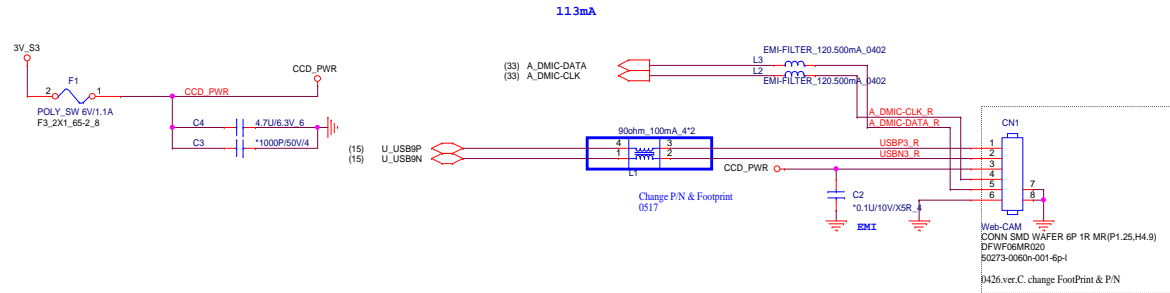 113mA
3V_S3
F1
2
1
POLY_SW 6V/1.1A
F3_2X1_65-2_8
CCD_PWR
CCD_PWR
C4
4.7U/6.3V_6
C3
*1000P/50V/4
(33) A_DMIC-DATA
(33) A_DMIC-CLK
EMI-FILTER_120.500mA_0402
L3
L2
EMI-FILTER_120.500mA_0402
(15) U_USB9P
(15) U_USB9N
90ohm_100mA_4*2
4
3
1
2
L1
Change P/N & Footprint
0517
A_DMIC-CLK_R
A_DMIC-DATA_R
USBP3_R
USBN3_R
CCD_PWR
C2
*0.1U/10V/X5R_4
EMI
CN1
1
2
3
4
5
6
7
8
Web-CAM
CONN SMD WAFER 6P 1R MR(P1.25,H4.9)
DFWF06MR020
50273-0060n-001-6p-l
0426.ver.C. change FootPrint & P/N